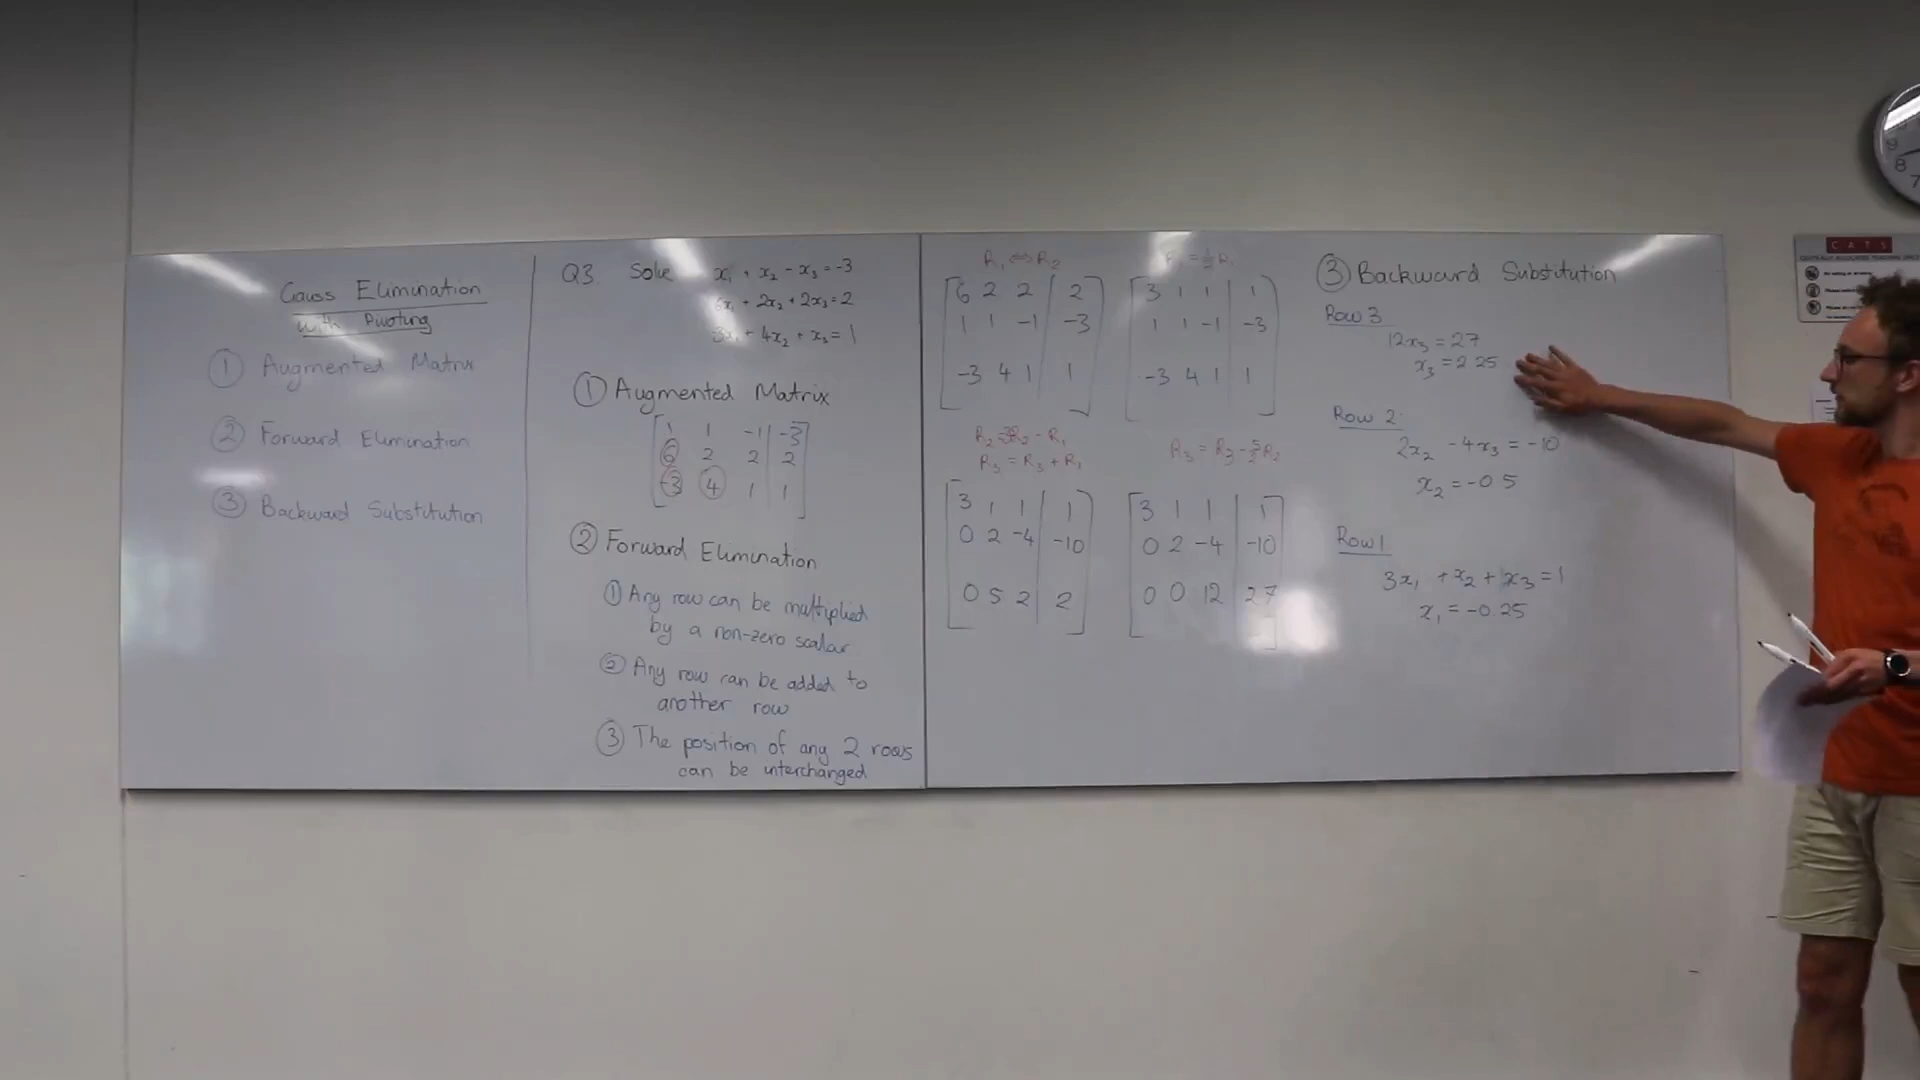 Gauss Elimination
with Pivoting
① Augmented Matrix
② Forward Elimination
③ Backward Substitution
Q3 Solve x₁ + x₂ - x₃ = -3
6x₁ + 2x₂ + 2x₃ = 2
-3x₁ + 4x₂ + x₃ = 1
① Augmented Matrix
1 1 -1 | -3
6 2 2 | 2
-3 4 1 | 1
② Forward Elimination
① Any row can be multiplied
by a non-zero scalar
② Any row can be added to
another row
③ The position of any 2 rows
can be interchanged
R₁ ⇔ R₂
6 2 2 | 2
1 1 -1 | -3
-3 4 1 | 1
R₁ = ½R₁
3 1 1 | 1
1 1 -1 | -3
-3 4 1 | 1
R₂ = 3R₂ - R₁
R₃ = R₃ + R₁
3 1 1 | 1
0 2 -4 | -10
0 5 2 | 2
R₃ = R₃ - 5/2 R₂
3 1 1 | 1
0 2 -4 | -10
0 0 12 | 27
③ Backward Substitution
Row 3
12x₃ = 27
x₃ = 2.25
Row 2:
2x₂ - 4x₃ = -10
x₂ = -0.5
Row 1
3x₁ + x₂ + x₃ = 1
x₁ = -0.25
CATS
9
8
7